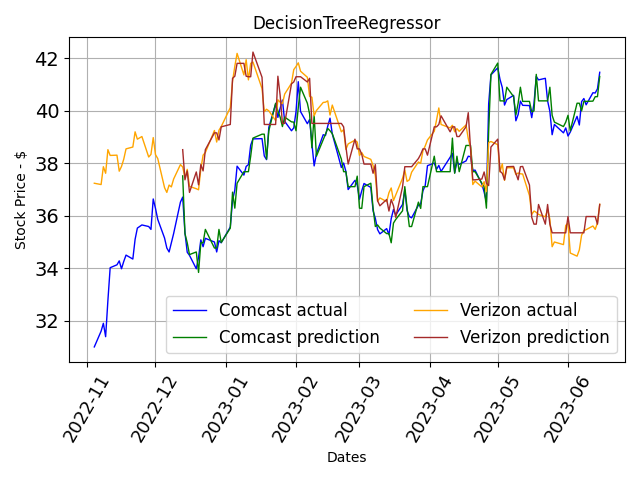 DecisionTreeRegressor
Stock Price - $
42
40
38
36
34
32
Comcast actual
Comcast prediction
Verizon actual
Verizon prediction
2022-11
2022-12
2023-01
2023-02
2023-03
2023-04
2023-05
2023-06
Dates